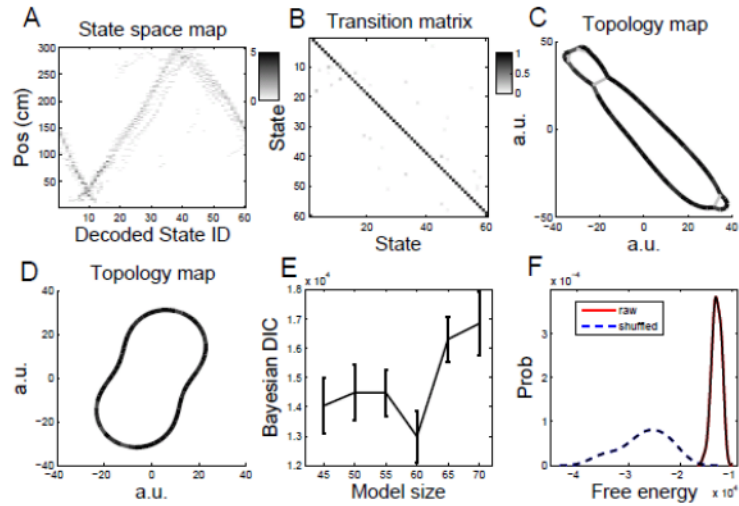 A
State space map
300
250
200
150
100
50
Pos (cm)
10 20 30 40 50 60
Decoded State ID
5
0
B
Transition matrix
10
20
30
40
50
60
State
20 40 60
State
1
0.5
0
C
Topology map
50
0
−50
a.u.
−40 −20 0 20 40
a.u.
D
Topology map
40
20
0
−20
−40
a.u.
−40 −20 0 20 40
a.u.
E
x 10⁴
1.8
1.7
1.6
1.5
1.4
1.3
1.2
Bayesian DIC
45 50 55 60 65 70
Model size
F
x 10⁻⁴
4
3
2
1
0
Prob
raw
shuffled
−4 −3 −2 −1
Free energy
x 10⁴